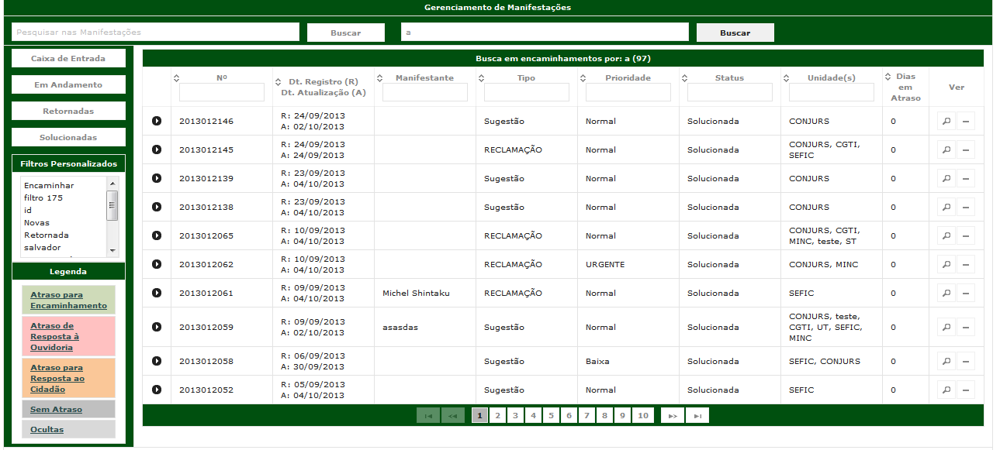 Gerenciamento de Manifestações
Pesquisar nas Manifestações Buscar a Buscar
Caixa de Entrada
Em Andamento
Retornadas
Solucionadas
Filtros Personalizados
Encaminhar
filtro 175
id
Novas
Retornada
salvador
Legenda
Atraso para
Encaminhamento
Atraso de
Resposta à
Ouvidoria
Atraso para
Resposta ao
Cidadão
Sem Atraso
Ocultas
Busca em encaminhamentos por: a (97)
Nº Dt. Registro (R) Dt. Atualização (A) Manifestante Tipo Prioridade Status Unidade(s) Dias em Atraso Ver
2013012146 R: 24/09/2013 A: 02/10/2013 Sugestão Normal Solucionada CONJURS 0
2013012145 R: 24/09/2013 A: 24/09/2013 RECLAMAÇÃO Normal Solucionada CONJURS, CGTI, SEFIC 0
2013012139 R: 23/09/2013 A: 04/10/2013 Sugestão Normal Solucionada CONJURS 0
2013012138 R: 23/09/2013 A: 04/10/2013 Sugestão Normal Solucionada CONJURS 0
2013012065 R: 10/09/2013 A: 04/10/2013 RECLAMAÇÃO Normal Solucionada CONJURS, CGTI, MINC, teste, ST 0
2013012062 R: 10/09/2013 A: 04/10/2013 RECLAMAÇÃO URGENTE Solucionada CONJURS, MINC 0
2013012061 R: 09/09/2013 A: 04/10/2013 Michel Shintaku RECLAMAÇÃO Normal Solucionada SEFIC 0
2013012059 R: 09/09/2013 A: 02/10/2013 asasdas Sugestão Normal Solucionada CONJURS, teste, CGTI, UT, SEFIC, MINC 0
2013012058 R: 06/09/2013 A: 30/09/2013 Sugestão Baixa Solucionada SEFIC, CONJURS 0
2013012052 R: 05/09/2013 A: 04/10/2013 Sugestão Normal Solucionada SEFIC 0
1 2 3 4 5 6 7 8 9 10